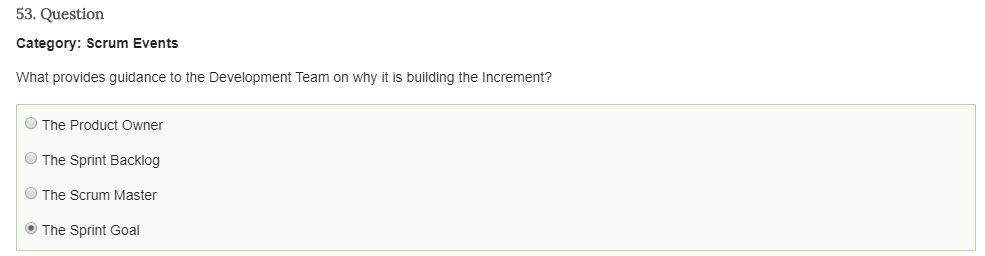 53. Question
Category: Scrum Events
What provides guidance to the Development Team on why it is building the Increment?
The Product Owner
The Sprint Backlog
The Scrum Master
The Sprint Goal